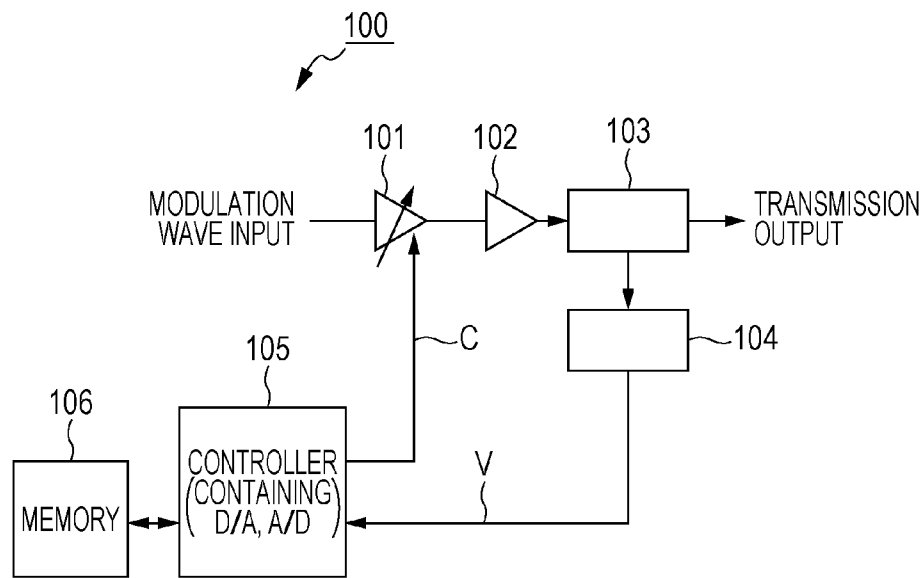 100
101
102
103
MODULATION
WAVE INPUT
TRANSMISSION
OUTPUT
C
104
105
106
CONTROLLER
(CONTAINING)
D/A, A/D
V
MEMORY